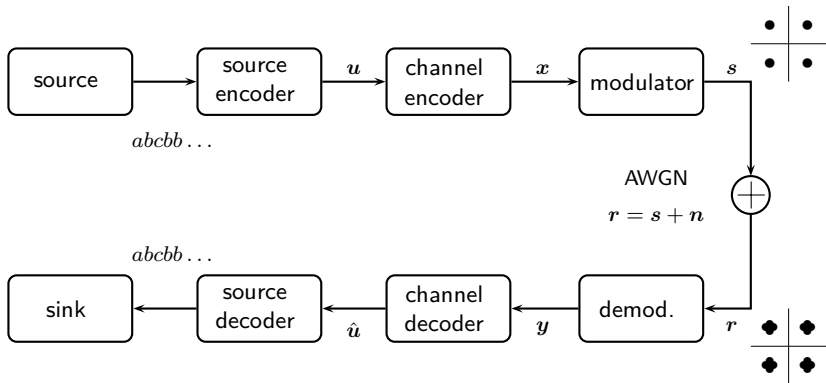 source
source
encoder
u
channel
encoder
x
modulator
s
abcbb . . .
AWGN
r = s + n
abcbb . . .
sink
source
decoder
û
channel
decoder
y
demod.
r